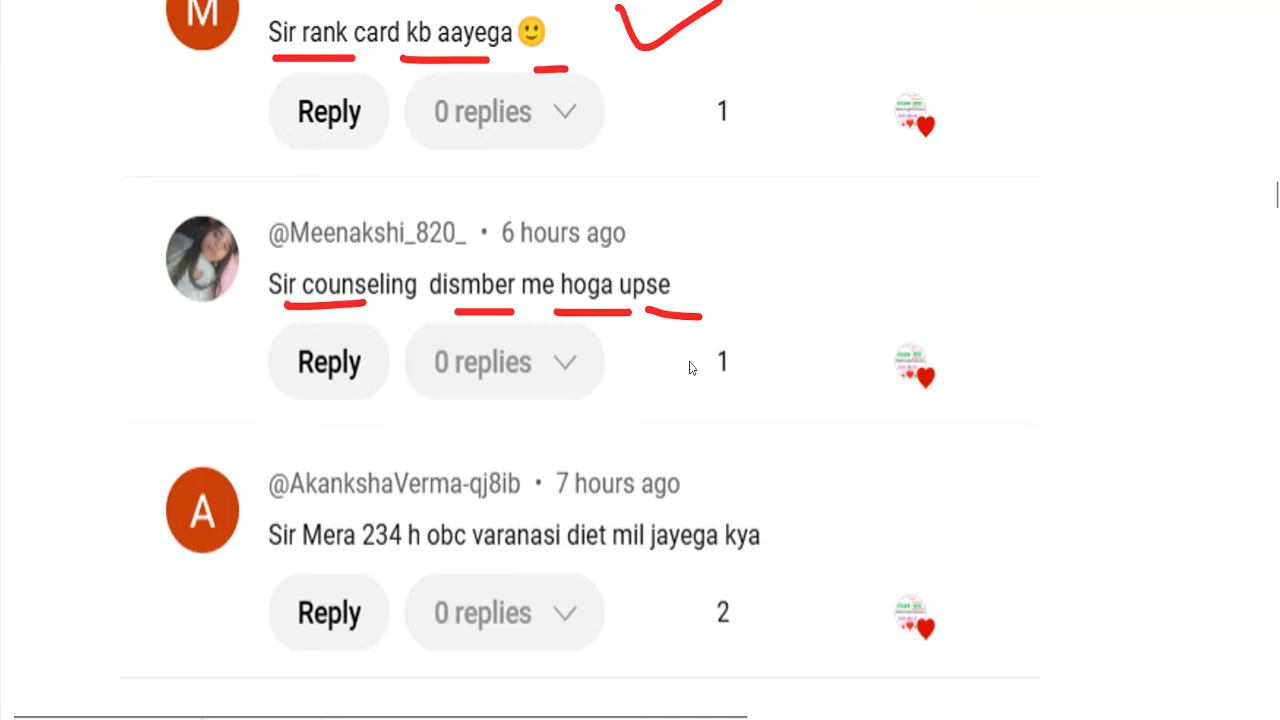 M
Sir rank card kb aayega🙂
Reply 0 replies 1
@Meenakshi_820_ • 6 hours ago
Sir counseling dismber me hoga upse
Reply 0 replies 1
@AkankshaVerma-qj8ib • 7 hours ago
A
Sir Mera 234 h obc varanasi diet mil jayega kya
Reply 0 replies 2